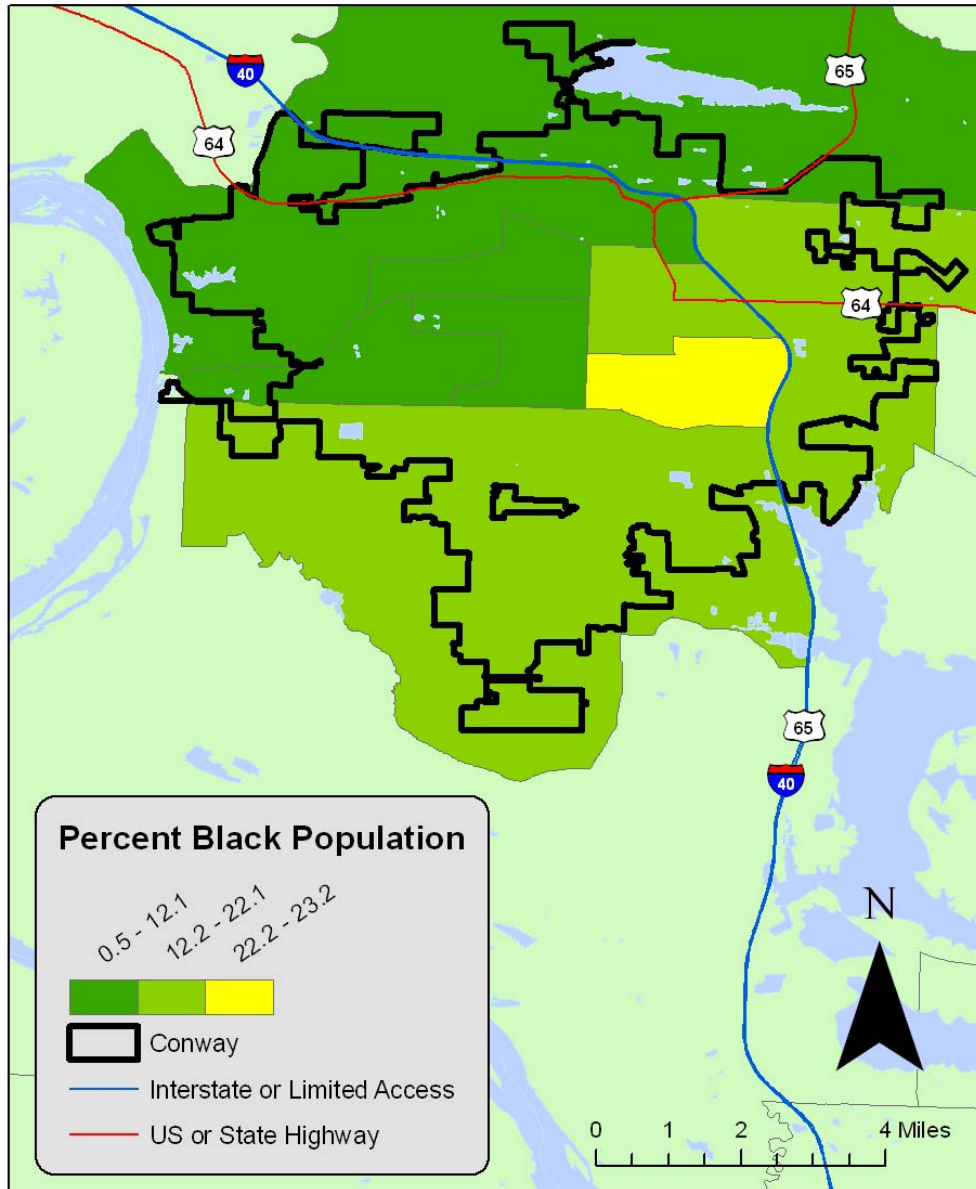 40
65
64
64
65
40
Percent Black Population
0.5 - 12.1
12.2 - 22.1
22.2 - 23.2
Conway
Interstate or Limited Access
US or State Highway
N
0 1 2 4 Miles